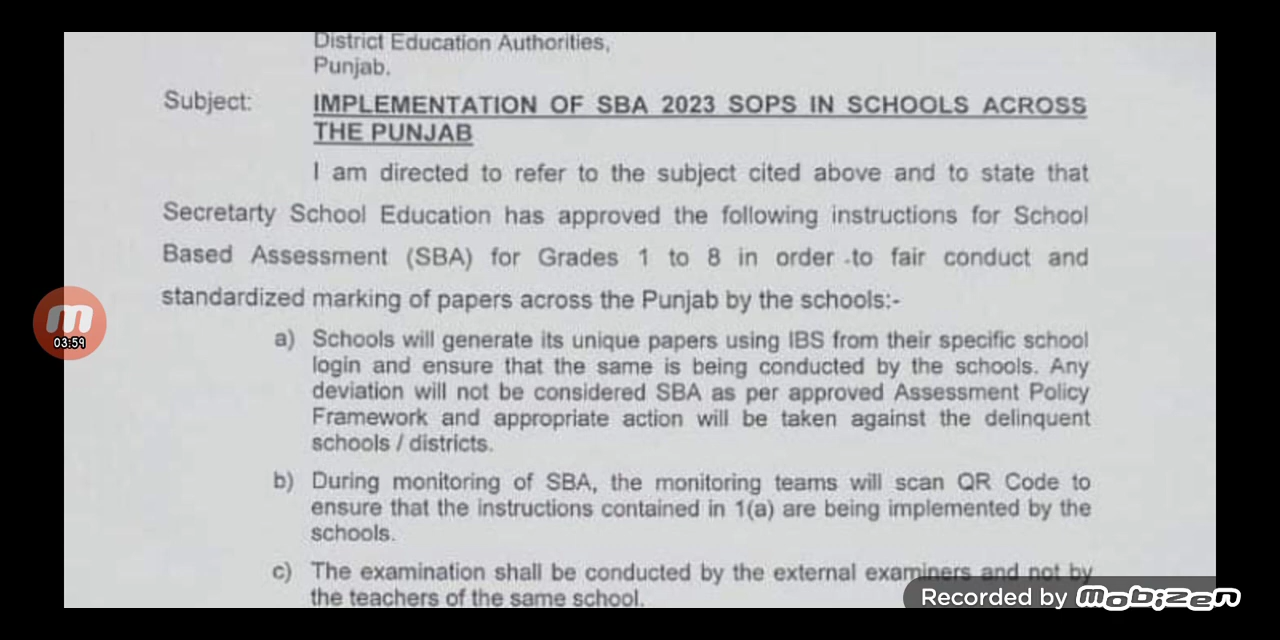 District Education Authorities,
Punjab.
Subject: IMPLEMENTATION OF SBA 2023 SOPS IN SCHOOLS ACROSS
THE PUNJAB
I am directed to refer to the subject cited above and to state that
Secretarty School Education has approved the following instructions for School
Based Assessment (SBA) for Grades 1 to 8 in order to fair conduct and
standardized marking of papers across the Punjab by the schools:-
a) Schools will generate its unique papers using IBS from their specific school
login and ensure that the same is being conducted by the schools. Any
deviation will not be considered SBA as per approved Assessment Policy
Framework and appropriate action will be taken against the delinquent
schools / districts.
b) During monitoring of SBA, the monitoring teams will scan QR Code to
ensure that the instructions contained in 1(a) are being implemented by the
schools.
c) The examination shall be conducted by the external examiners and not by
the teachers of the same school.
m
03:59
Recorded by mobizen